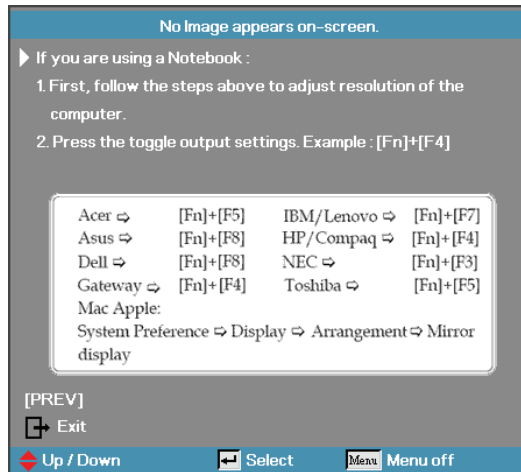 No Image appears on-screen.
If you are using a Notebook :
1. First, follow the steps above to adjust resolution of the
computer.
2. Press the toggle output settings. Example : [Fn]+[F4]
Acer ⇨ [Fn]+[F5] IBM/Lenovo ⇨ [Fn]+[F7]
Asus ⇨ [Fn]+[F8] HP/Compaq ⇨ [Fn]+[F4]
Dell ⇨ [Fn]+[F8] NEC ⇨ [Fn]+[F3]
Gateway ⇨ [Fn]+[F4] Toshiba ⇨ [Fn]+[F5]
Mac Apple:
System Preference ⇨ Display ⇨ Arrangement ⇨ Mirror
display
[PREV]
Exit
Up / Down Select Menu Menu off